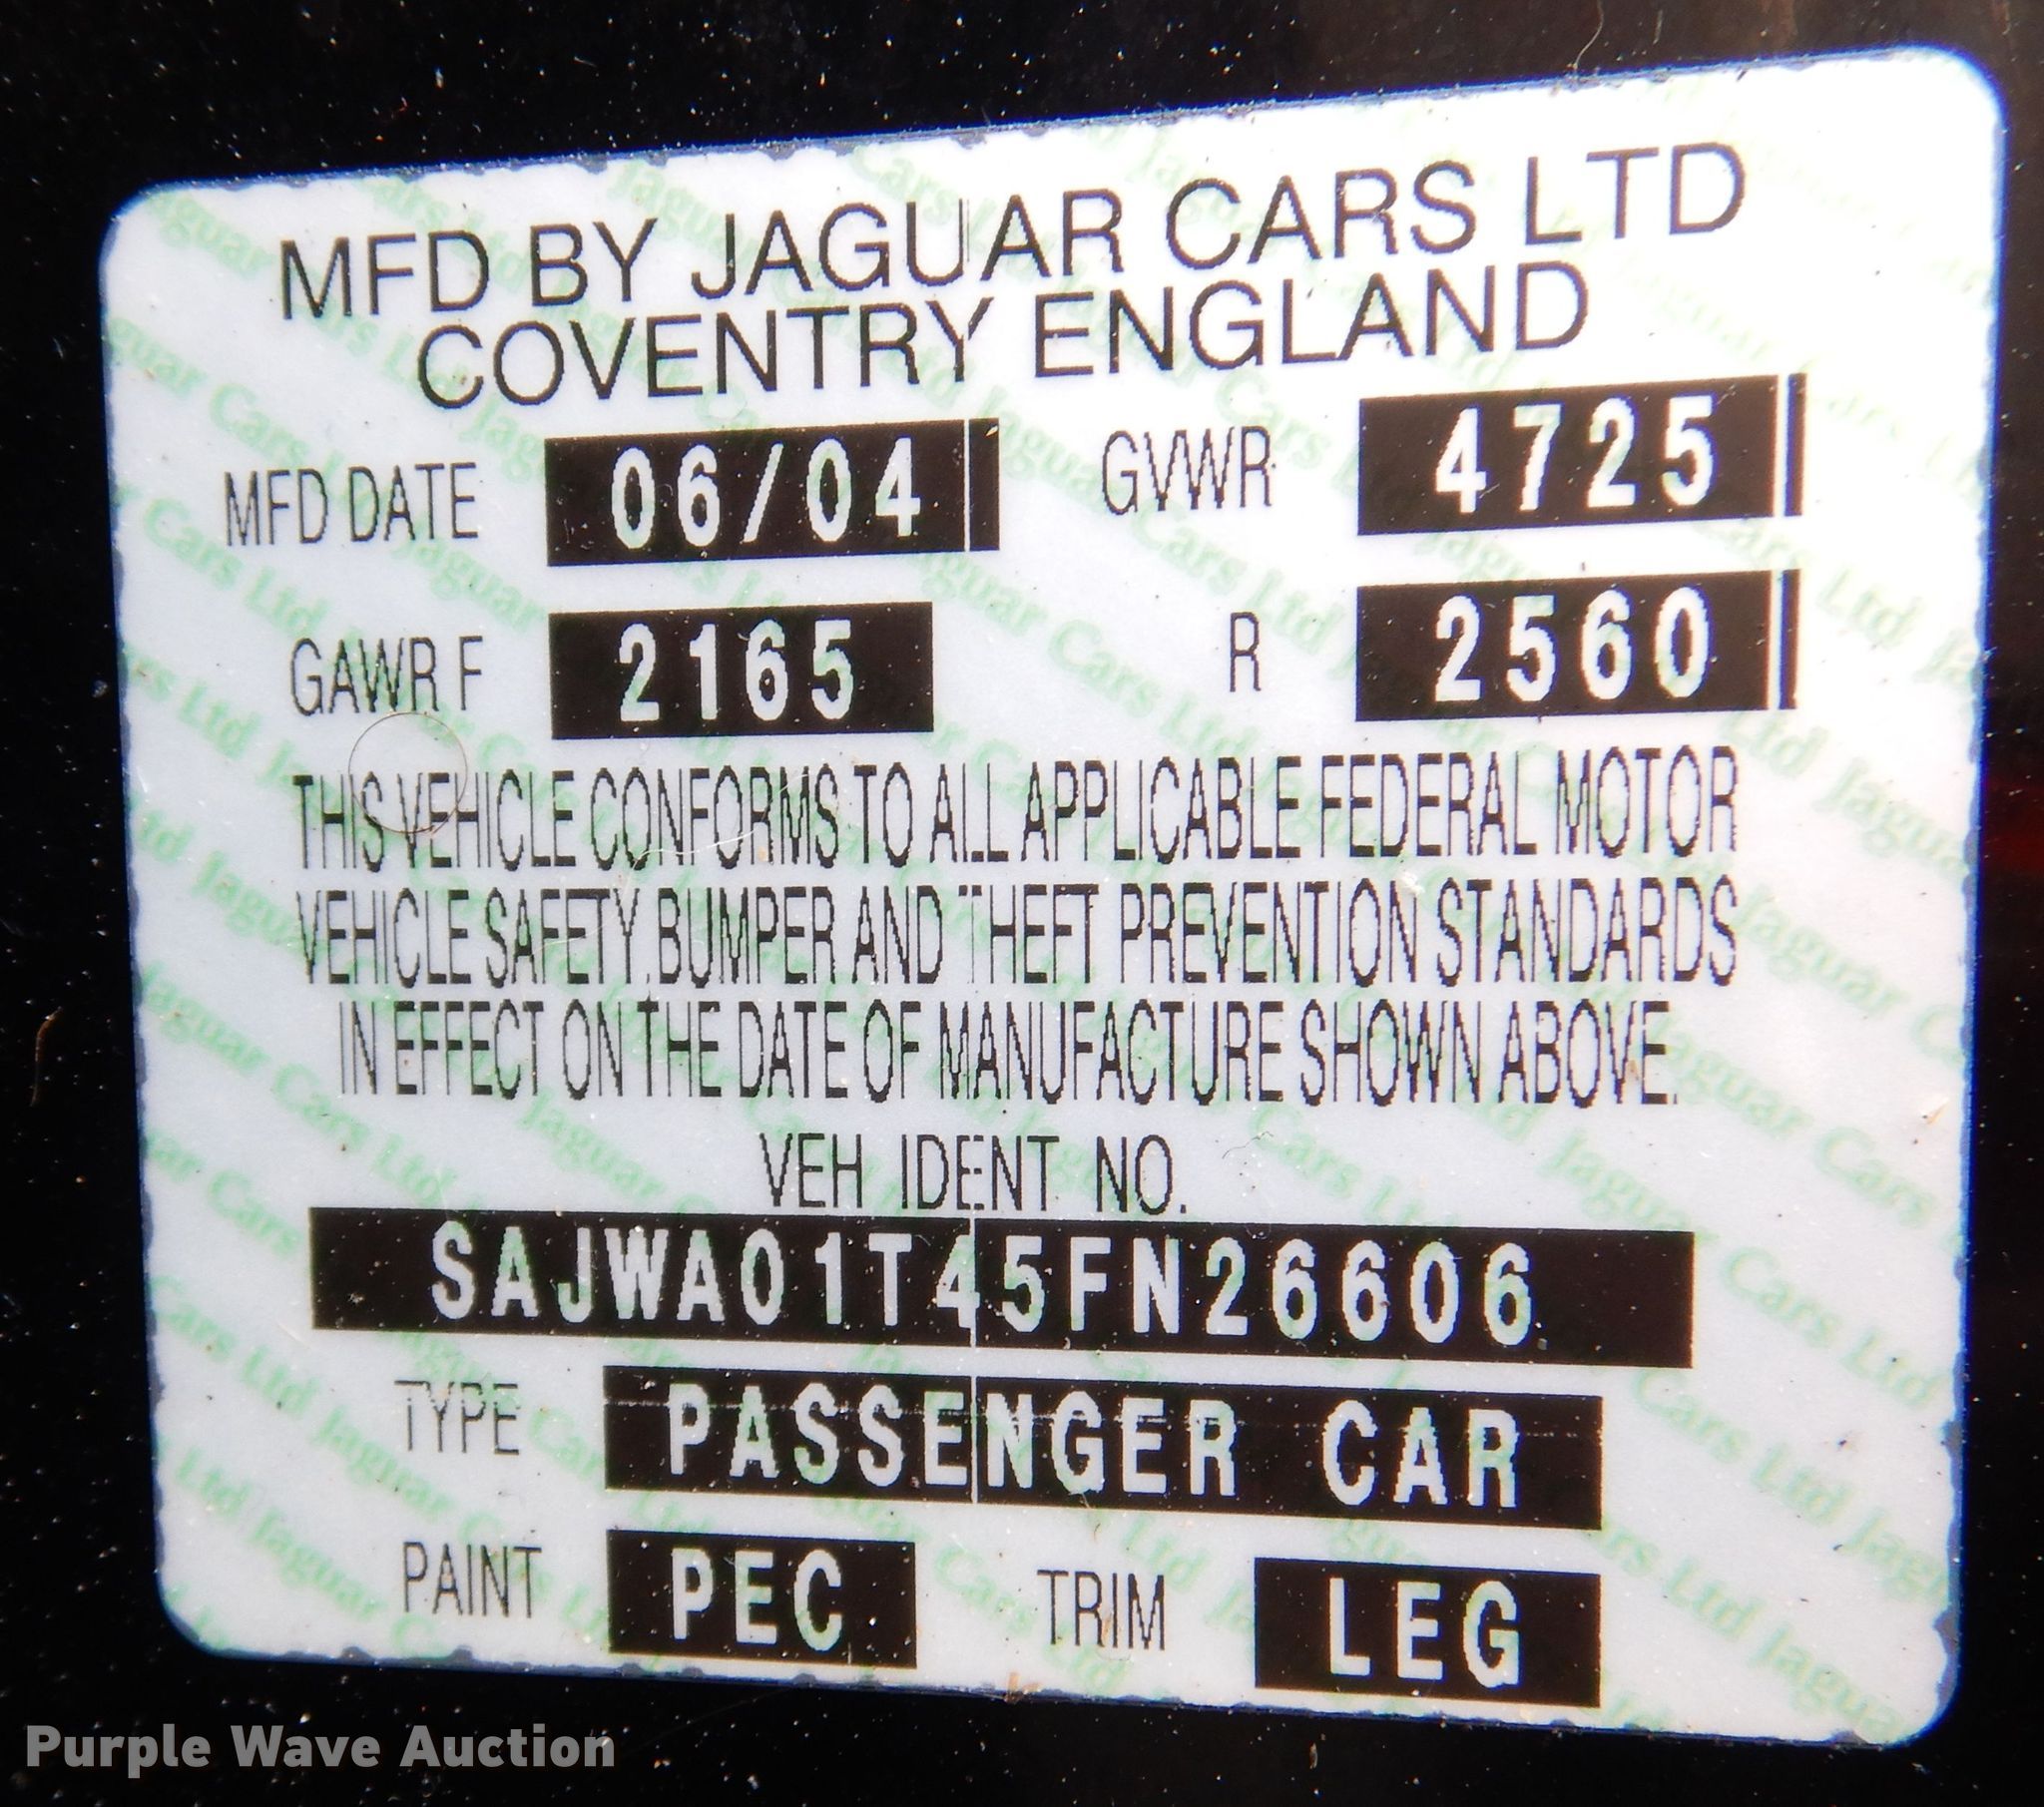 MFD BY JAGUAR CARS LTD
COVENTRY ENGLAND
MFD DATE 06/04 GVWR 4725
GAWR F 2165 R 2560
THIS VEHICLE CONFORMS TO ALL APPLICABLE FEDERAL MOTOR
VEHICLE SAFETY, BUMPER AND THEFT PREVENTION STANDARDS
IN EFFECT ON THE DATE OF MANUFACTURE SHOWN ABOVE.
VEH IDENT NO.
SAJWA01T45FN26606
TYPE PASSENGER CAR
PAINT PEC TRIM LEG
Purple Wave Auction